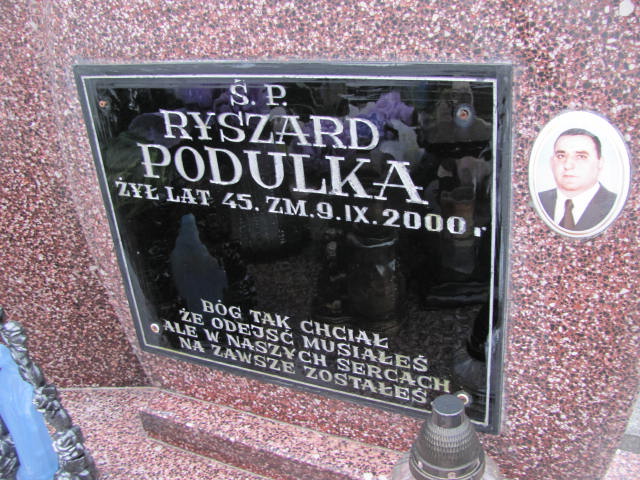 Ś. P.
RYSZARD
PODULKA
ŻYŁ LAT 45. ZM. 9. IX. 2000 r.
BÓG TAK CHCIAŁ
ŻE ODEJŚĆ MUSIAŁEŚ
ALE W NASZYCH SERCACH
NA ZAWSZE ZOSTAŁEŚ